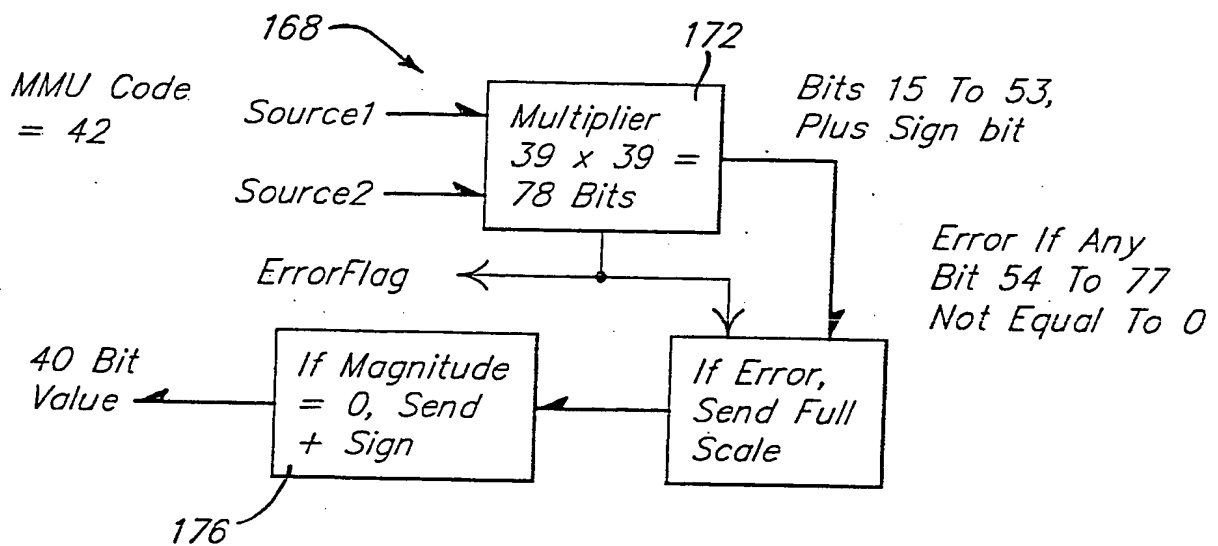 168
172
MMU Code
= 42
Source1
Source2
Multiplier
39 x 39 =
78 Bits
Bits 15 To 53,
Plus Sign bit
Error If Any
Bit 54 To 77
Not Equal To 0
ErrorFlag
If Error,
Send Full
Scale
If Magnitude
= 0, Send
+ Sign
40 Bit
Value
176